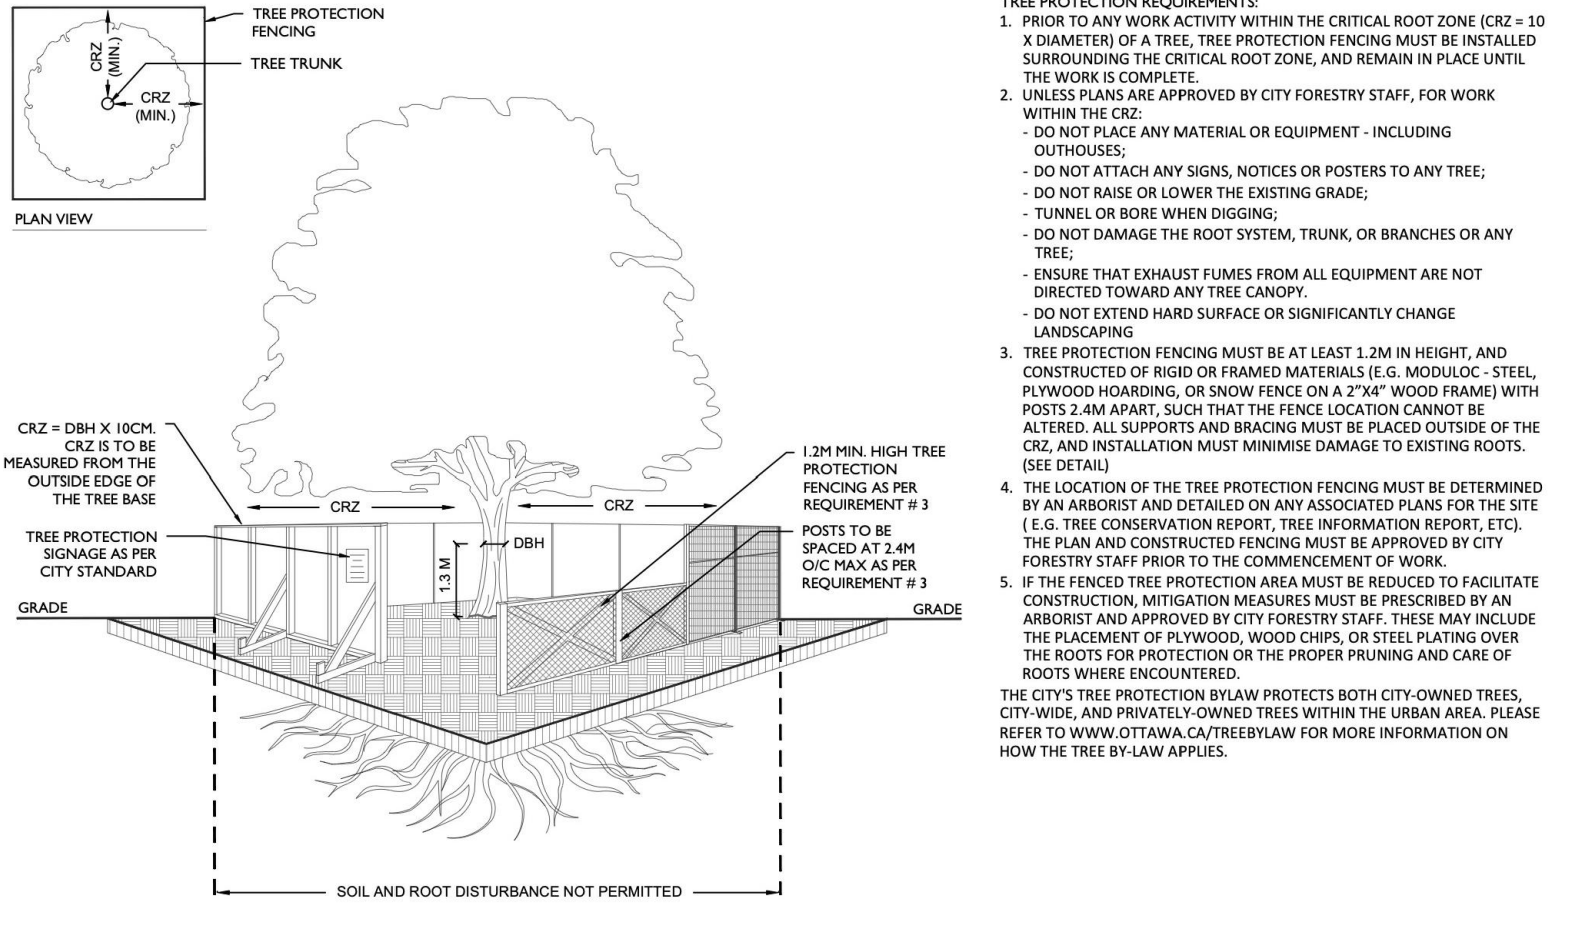 TREE PROTECTION
FENCING
CRZ
(MIN.)
TREE TRUNK
CRZ
(MIN.)
PLAN VIEW
CRZ = DBH X 10CM.
CRZ IS TO BE
MEASURED FROM THE
OUTSIDE EDGE OF
THE TREE BASE
TREE PROTECTION
SIGNAGE AS PER
CITY STANDARD
GRADE
CRZ
CRZ
DBH
1.3 M
1.2M MIN. HIGH TREE
PROTECTION
FENCING AS PER
REQUIREMENT # 3
POSTS TO BE
SPACED AT 2.4M
O/C MAX AS PER
REQUIREMENT # 3
GRADE
SOIL AND ROOT DISTURBANCE NOT PERMITTED
TREE PROTECTION REQUIREMENTS:
1. PRIOR TO ANY WORK ACTIVITY WITHIN THE CRITICAL ROOT ZONE (CRZ = 10
X DIAMETER) OF A TREE, TREE PROTECTION FENCING MUST BE INSTALLED
SURROUNDING THE CRITICAL ROOT ZONE, AND REMAIN IN PLACE UNTIL
THE WORK IS COMPLETE.
2. UNLESS PLANS ARE APPROVED BY CITY FORESTRY STAFF, FOR WORK
WITHIN THE CRZ:
- DO NOT PLACE ANY MATERIAL OR EQUIPMENT - INCLUDING
OUTHOUSES;
- DO NOT ATTACH ANY SIGNS, NOTICES OR POSTERS TO ANY TREE;
- DO NOT RAISE OR LOWER THE EXISTING GRADE;
- TUNNEL OR BORE WHEN DIGGING;
- DO NOT DAMAGE THE ROOT SYSTEM, TRUNK, OR BRANCHES OR ANY
TREE;
- ENSURE THAT EXHAUST FUMES FROM ALL EQUIPMENT ARE NOT
DIRECTED TOWARD ANY TREE CANOPY.
- DO NOT EXTEND HARD SURFACE OR SIGNIFICANTLY CHANGE
LANDSCAPING
3. TREE PROTECTION FENCING MUST BE AT LEAST 1.2M IN HEIGHT, AND
CONSTRUCTED OF RIGID OR FRAMED MATERIALS (E.G. MODULOC - STEEL,
PLYWOOD HOARDING, OR SNOW FENCE ON A 2”X4” WOOD FRAME) WITH
POSTS 2.4M APART, SUCH THAT THE FENCE LOCATION CANNOT BE
ALTERED. ALL SUPPORTS AND BRACING MUST BE PLACED OUTSIDE OF THE
CRZ, AND INSTALLATION MUST MINIMISE DAMAGE TO EXISTING ROOTS.
(SEE DETAIL)
4. THE LOCATION OF THE TREE PROTECTION FENCING MUST BE DETERMINED
BY AN ARBORIST AND DETAILED ON ANY ASSOCIATED PLANS FOR THE SITE
( E.G. TREE CONSERVATION REPORT, TREE INFORMATION REPORT, ETC).
THE PLAN AND CONSTRUCTED FENCING MUST BE APPROVED BY CITY
FORESTRY STAFF PRIOR TO THE COMMENCEMENT OF WORK.
5. IF THE FENCED TREE PROTECTION AREA MUST BE REDUCED TO FACILITATE
CONSTRUCTION, MITIGATION MEASURES MUST BE PRESCRIBED BY AN
ARBORIST AND APPROVED BY CITY FORESTRY STAFF. THESE MAY INCLUDE
THE PLACEMENT OF PLYWOOD, WOOD CHIPS, OR STEEL PLATING OVER
THE ROOTS FOR PROTECTION OR THE PROPER PRUNING AND CARE OF
ROOTS WHERE ENCOUNTERED.
THE CITY'S TREE PROTECTION BYLAW PROTECTS BOTH CITY-OWNED TREES,
CITY-WIDE, AND PRIVATELY-OWNED TREES WITHIN THE URBAN AREA. PLEASE
REFER TO WWW.OTTAWA.CA/TREEBYLAW FOR MORE INFORMATION ON
HOW THE TREE BY-LAW APPLIES.